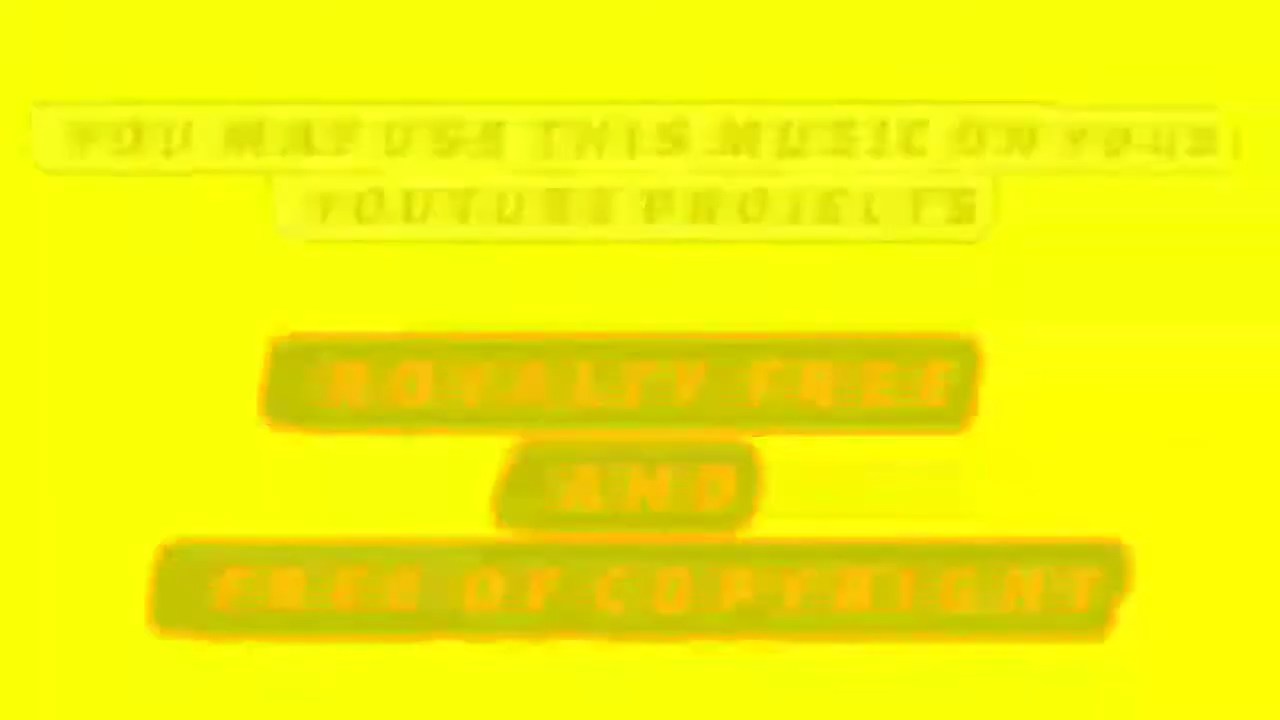 YOU MAY USE THIS MUSIC ON YOUR
YOUTUBE PROJECTS
ROYALTY FREE
AND
FREE OF COPYRIGHT